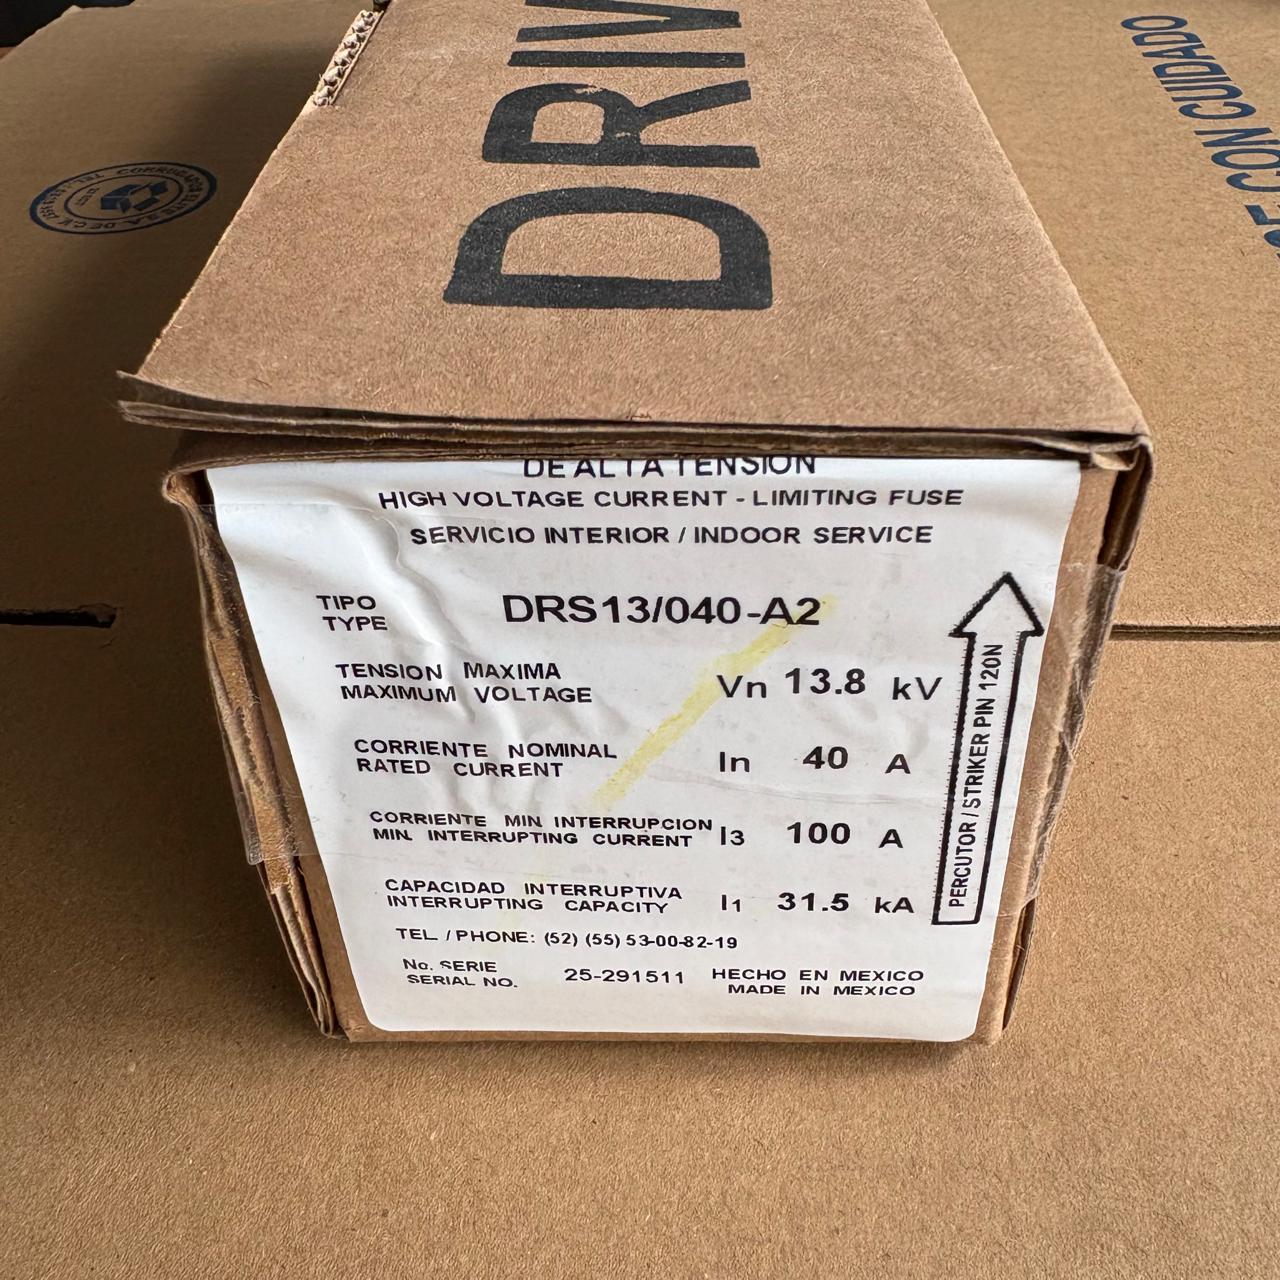 DRIV
CON CUIDADO
DE ALTA TENSION
HIGH VOLTAGE CURRENT - LIMITING FUSE
SERVICIO INTERIOR / INDOOR SERVICE
TIPO
TYPE
DRS13/040-A2
TENSION MAXIMA
MAXIMUM VOLTAGE
Vn 13.8 kV
CORRIENTE NOMINAL
RATED CURRENT
In 40 A
CORRIENTE MIN INTERRUPCION
MIN. INTERRUPTING CURRENT
I3 100 A
CAPACIDAD INTERRUPTIVA
INTERRUPTING CAPACITY
I1 31.5 kA
PERCUTOR / STRIKER PIN 120N
TEL. / PHONE: (52) (55) 53-00-82-19
No. SERIE
SERIAL NO.
25-291511
HECHO EN MEXICO
MADE IN MEXICO